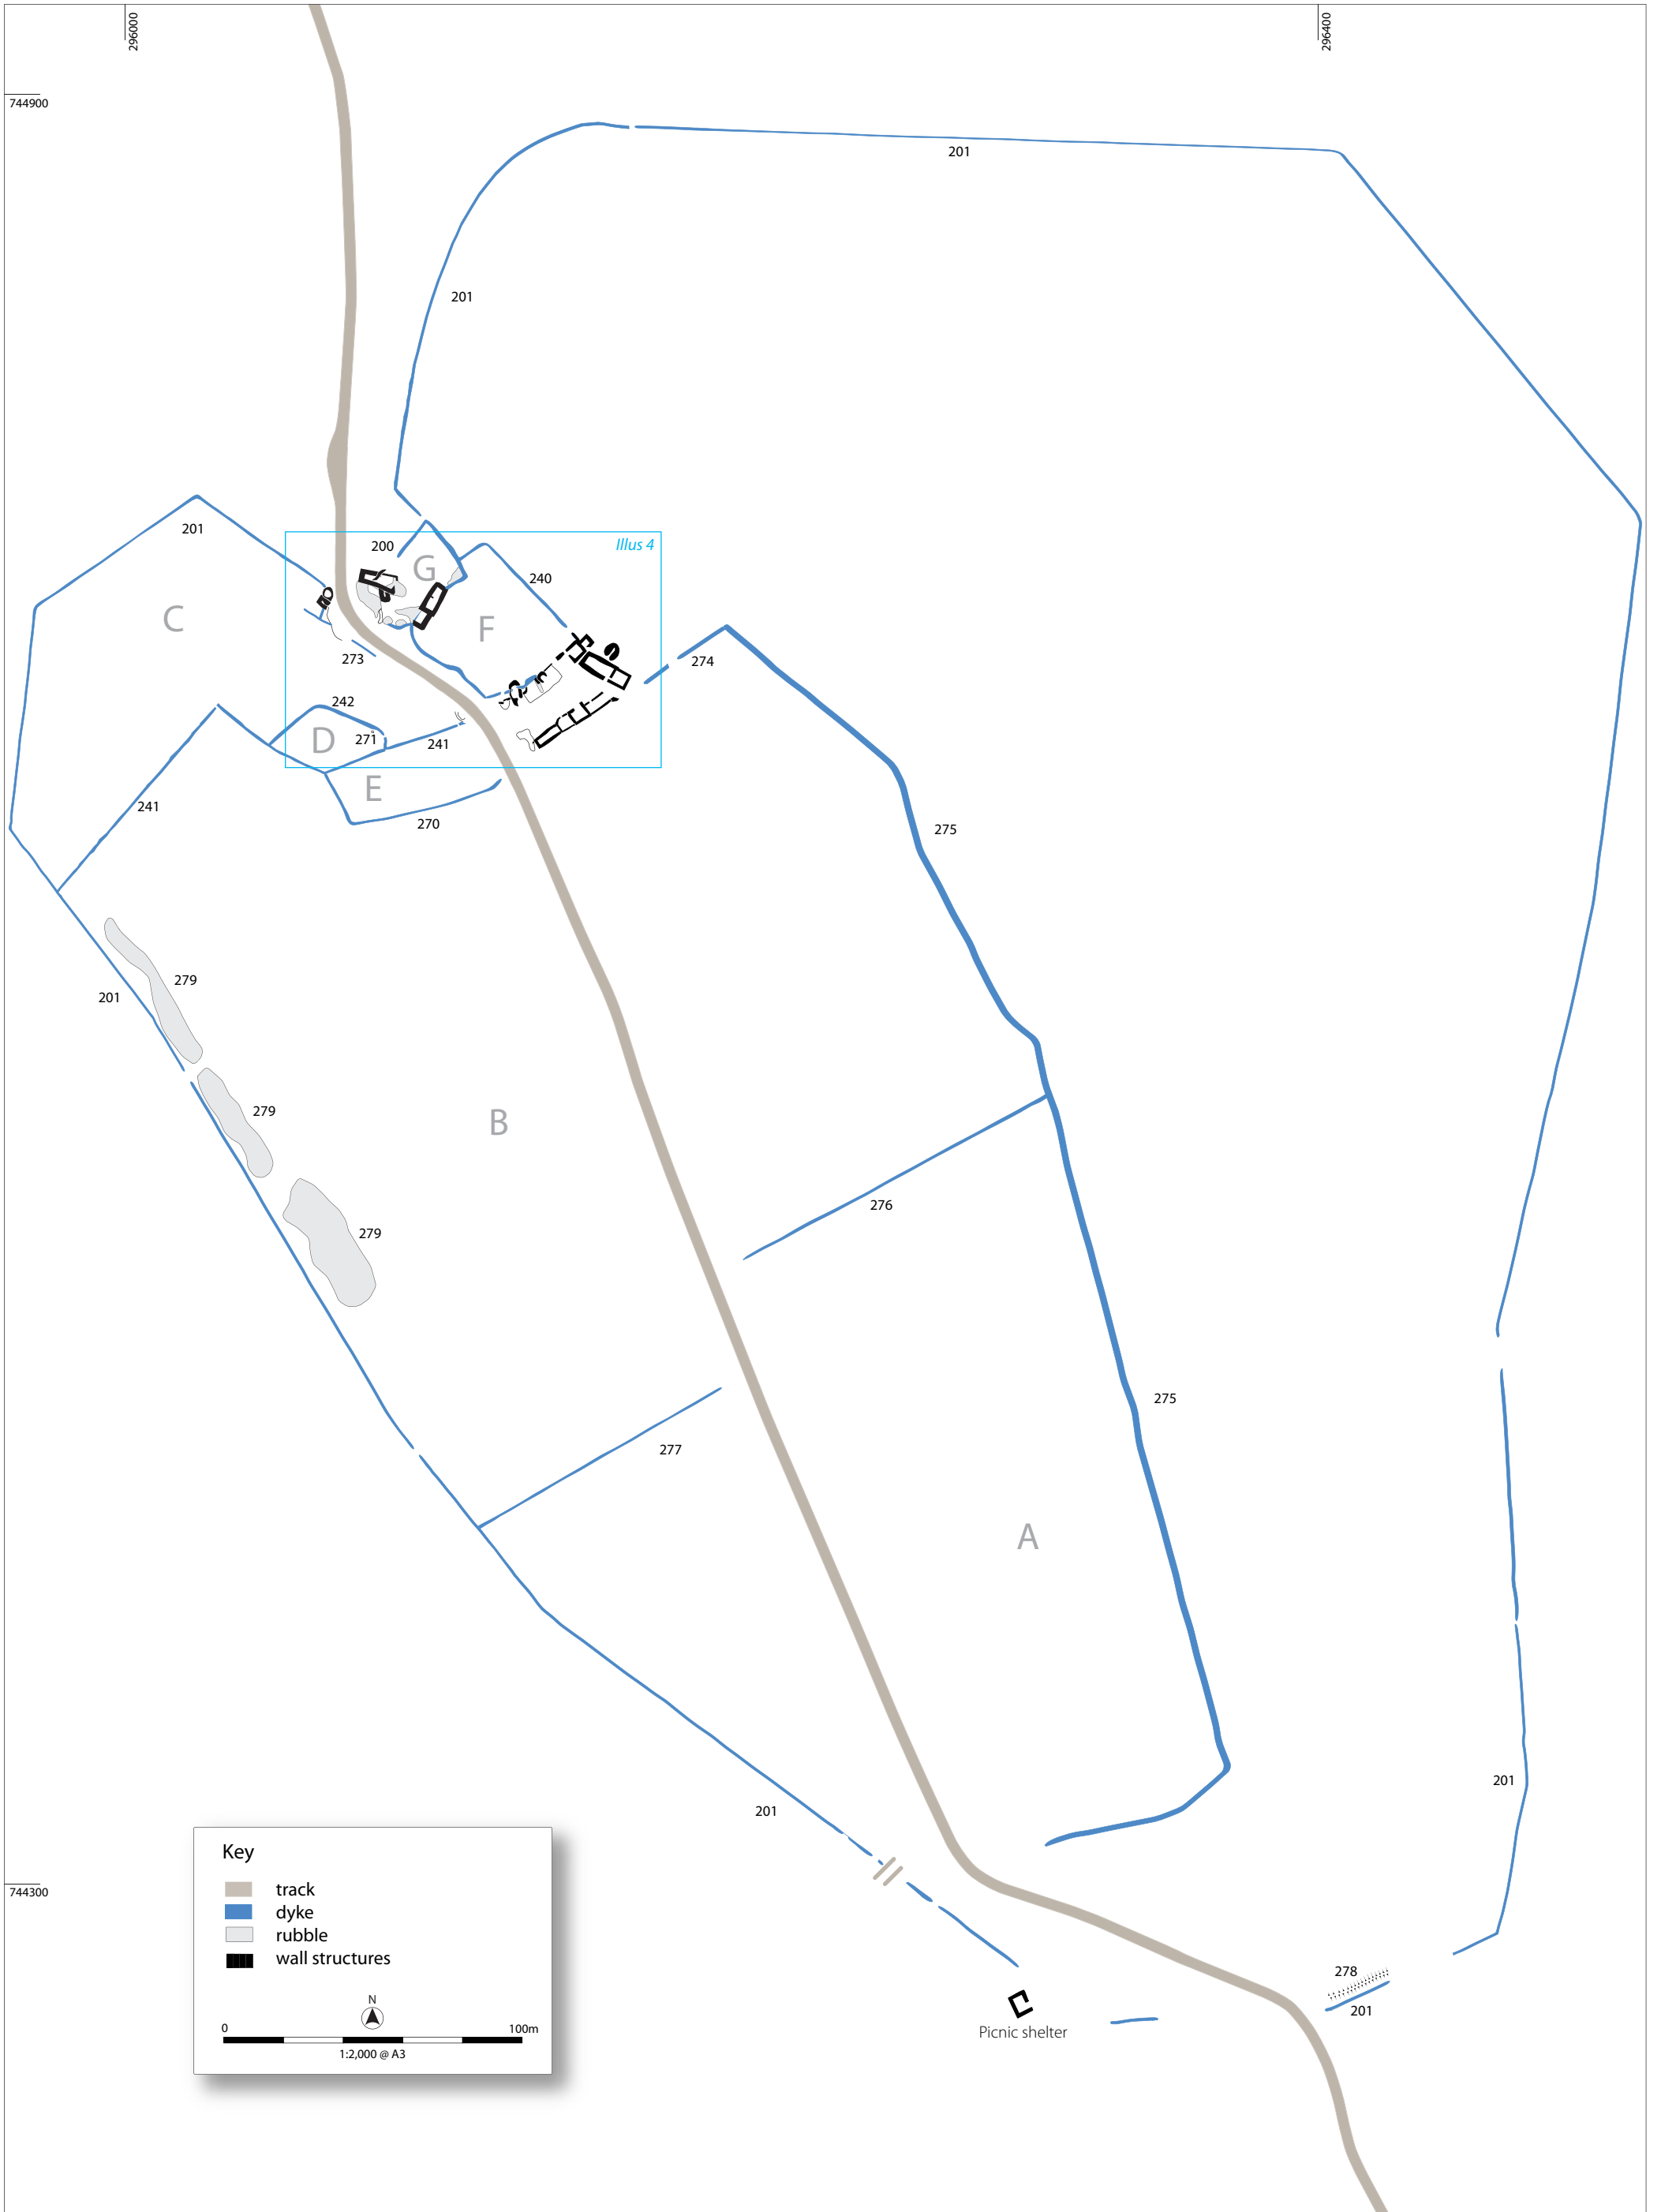 296000
296400
744900
201
201
201
200
Illus 4
G
240
C
F
273
274
242
D
271
241
E
241
270
275
279
201
279
B
276
279
275
277
A
201
201
744300
278
201
Picnic shelter
Key
track
dyke
rubble
wall structures
N
0 100m
1:2,000 @ A3